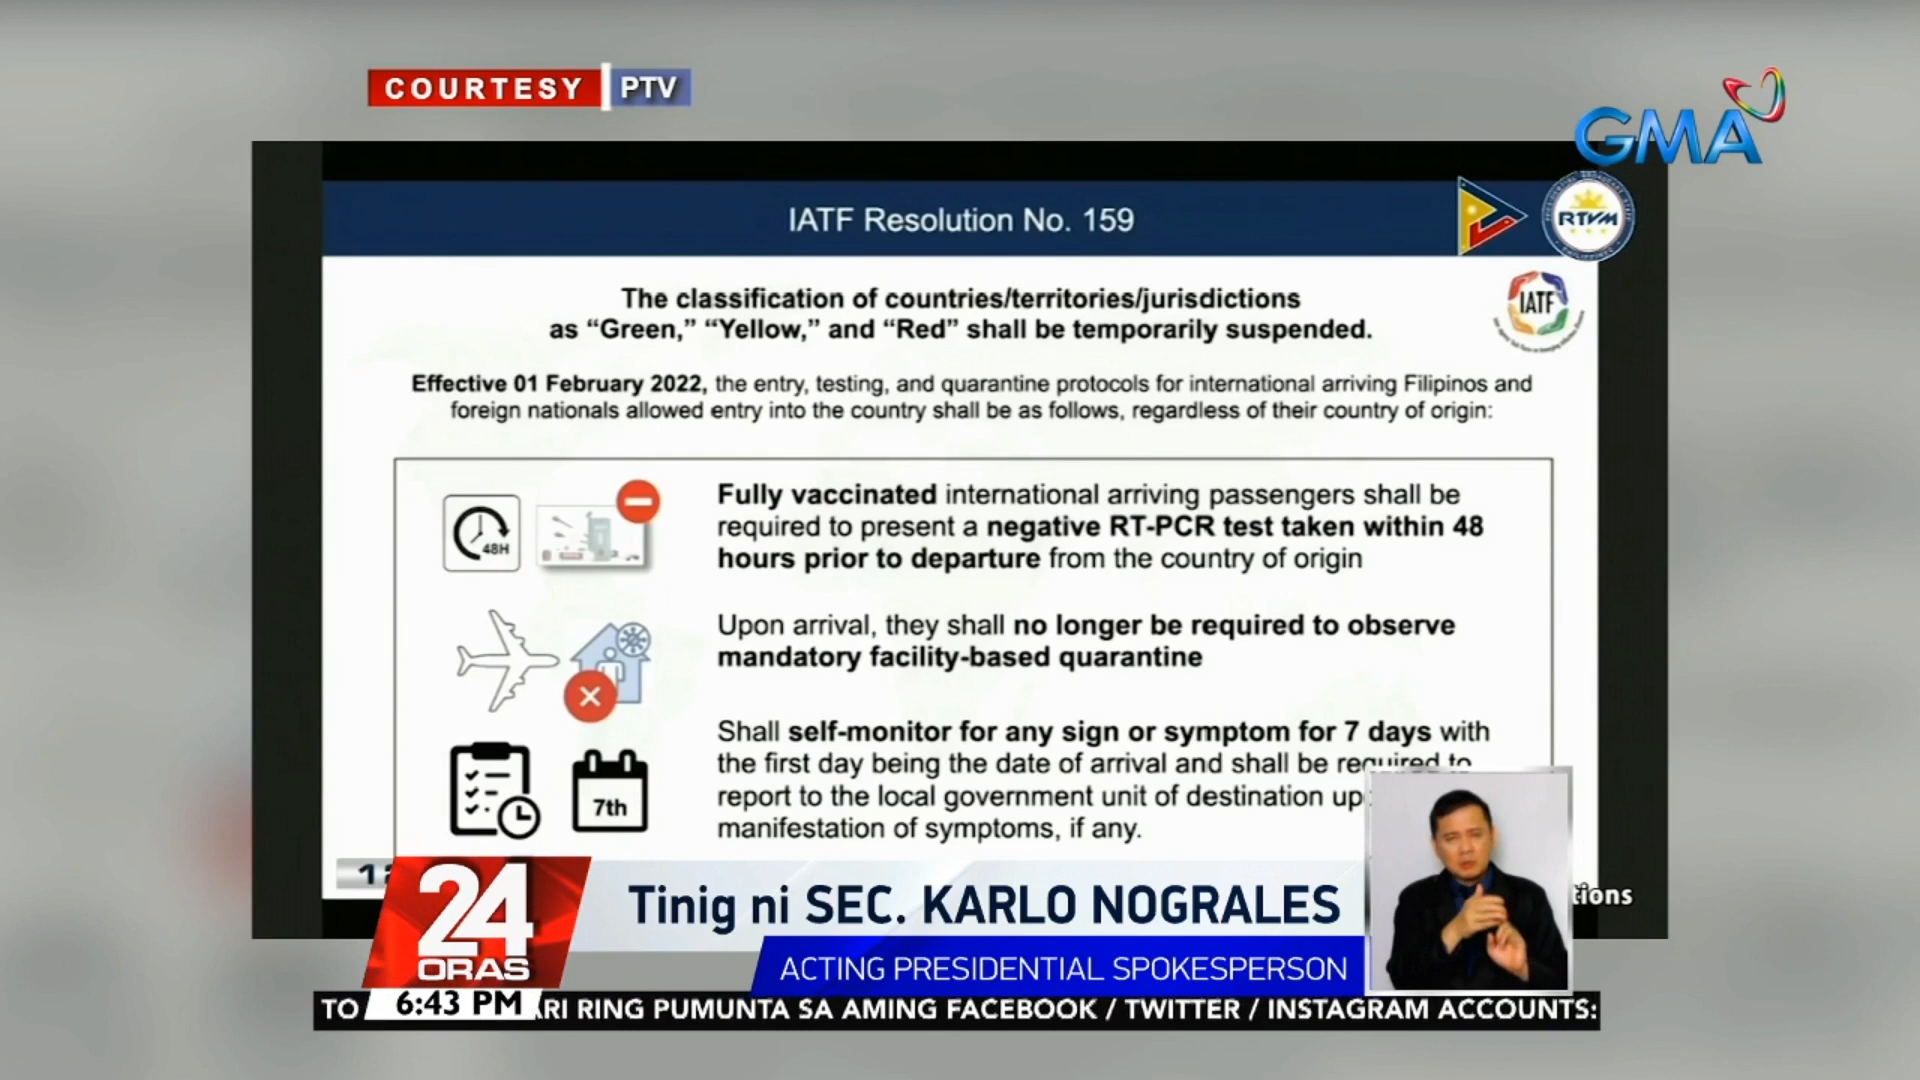 COURTESY PTV
GMA
IATF Resolution No. 159
RTVM
IATF
The classification of countries/territories/jurisdictions
as “Green,” “Yellow,” and “Red” shall be temporarily suspended.
Effective 01 February 2022, the entry, testing, and quarantine protocols for international arriving Filipinos and
foreign nationals allowed entry into the country shall be as follows, regardless of their country of origin:
48H
Fully vaccinated international arriving passengers shall be
required to present a negative RT-PCR test taken within 48
hours prior to departure from the country of origin
Upon arrival, they shall no longer be required to observe
mandatory facility-based quarantine
7th
Shall self-monitor for any sign or symptom for 7 days with
the first day being the date of arrival and shall be required to
report to the local government unit of destination
manifestation of symptoms, if any.
24
ORAS
Tinig ni SEC. KARLO NOGRALES
ACTING PRESIDENTIAL SPOKESPERSON
TO 6:43 PM RING PUMUNTA SA AMING FACEBOOK / TWITTER / INSTAGRAM ACCOUNTS: